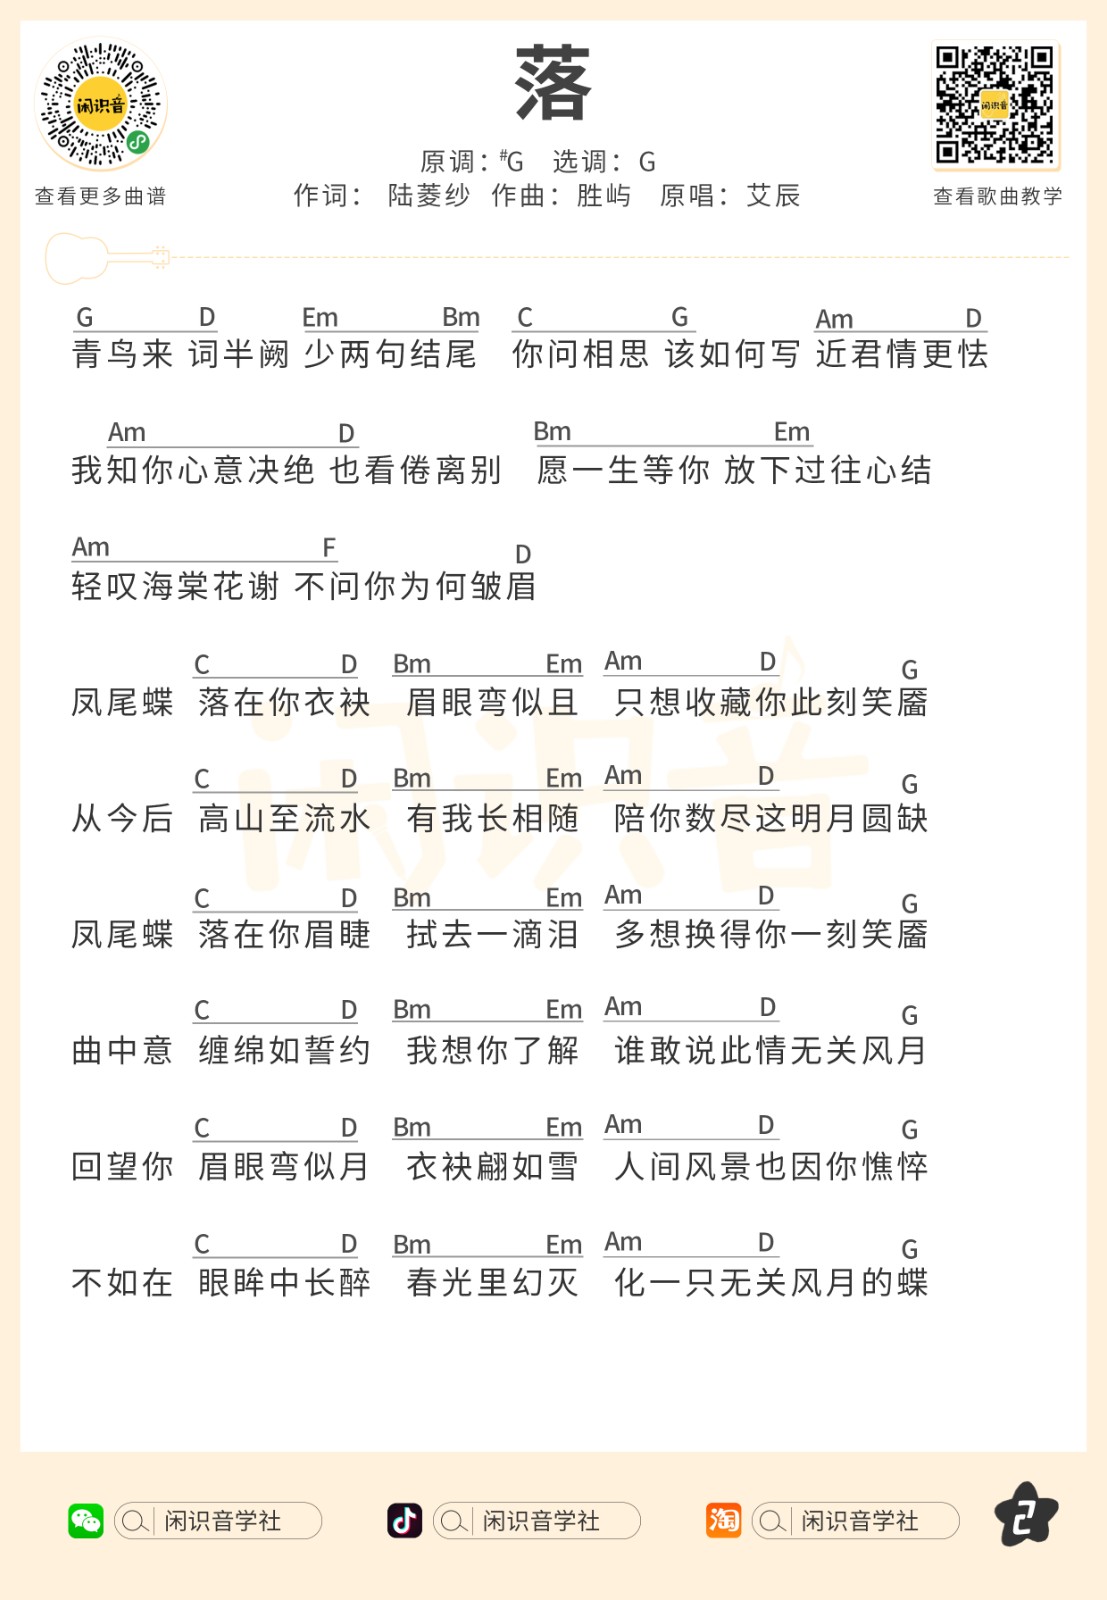 落
闲识音
闲识音
原调：#G 选调：G
查看更多曲谱
作词： 陆菱纱 作曲：胜屿 原唱：艾辰
查看歌曲教学
G D Em Bm C G Am D
青鸟来 词半阙 少两句结尾 你问相思 该如何写 近君情更怯
Am D Bm Em
我知你心意决绝 也看倦离别 愿一生等你 放下过往心结
Am F D
轻叹海棠花谢 不问你为何皱眉
C D Bm Em Am D G
凤尾蝶 落在你衣袂 眉眼弯似且 只想收藏你此刻笑靥
C D Bm Em Am D G
从今后 高山至流水 有我长相随 陪你数尽这明月圆缺
C D Bm Em Am D G
凤尾蝶 落在你眉睫 拭去一滴泪 多想换得你一刻笑靥
C D Bm Em Am D G
曲中意 缠绵如誓约 我想你了解 谁敢说此情无关风月
C D Bm Em Am D G
回望你 眉眼弯似月 衣袂翩如雪 人间风景也因你憔悴
C D Bm Em Am D G
不如在 眼眸中长醉 春光里幻灭 化一只无关风月的蝶
闲识音
闲识音学社 闲识音学社 淘 闲识音学社 2